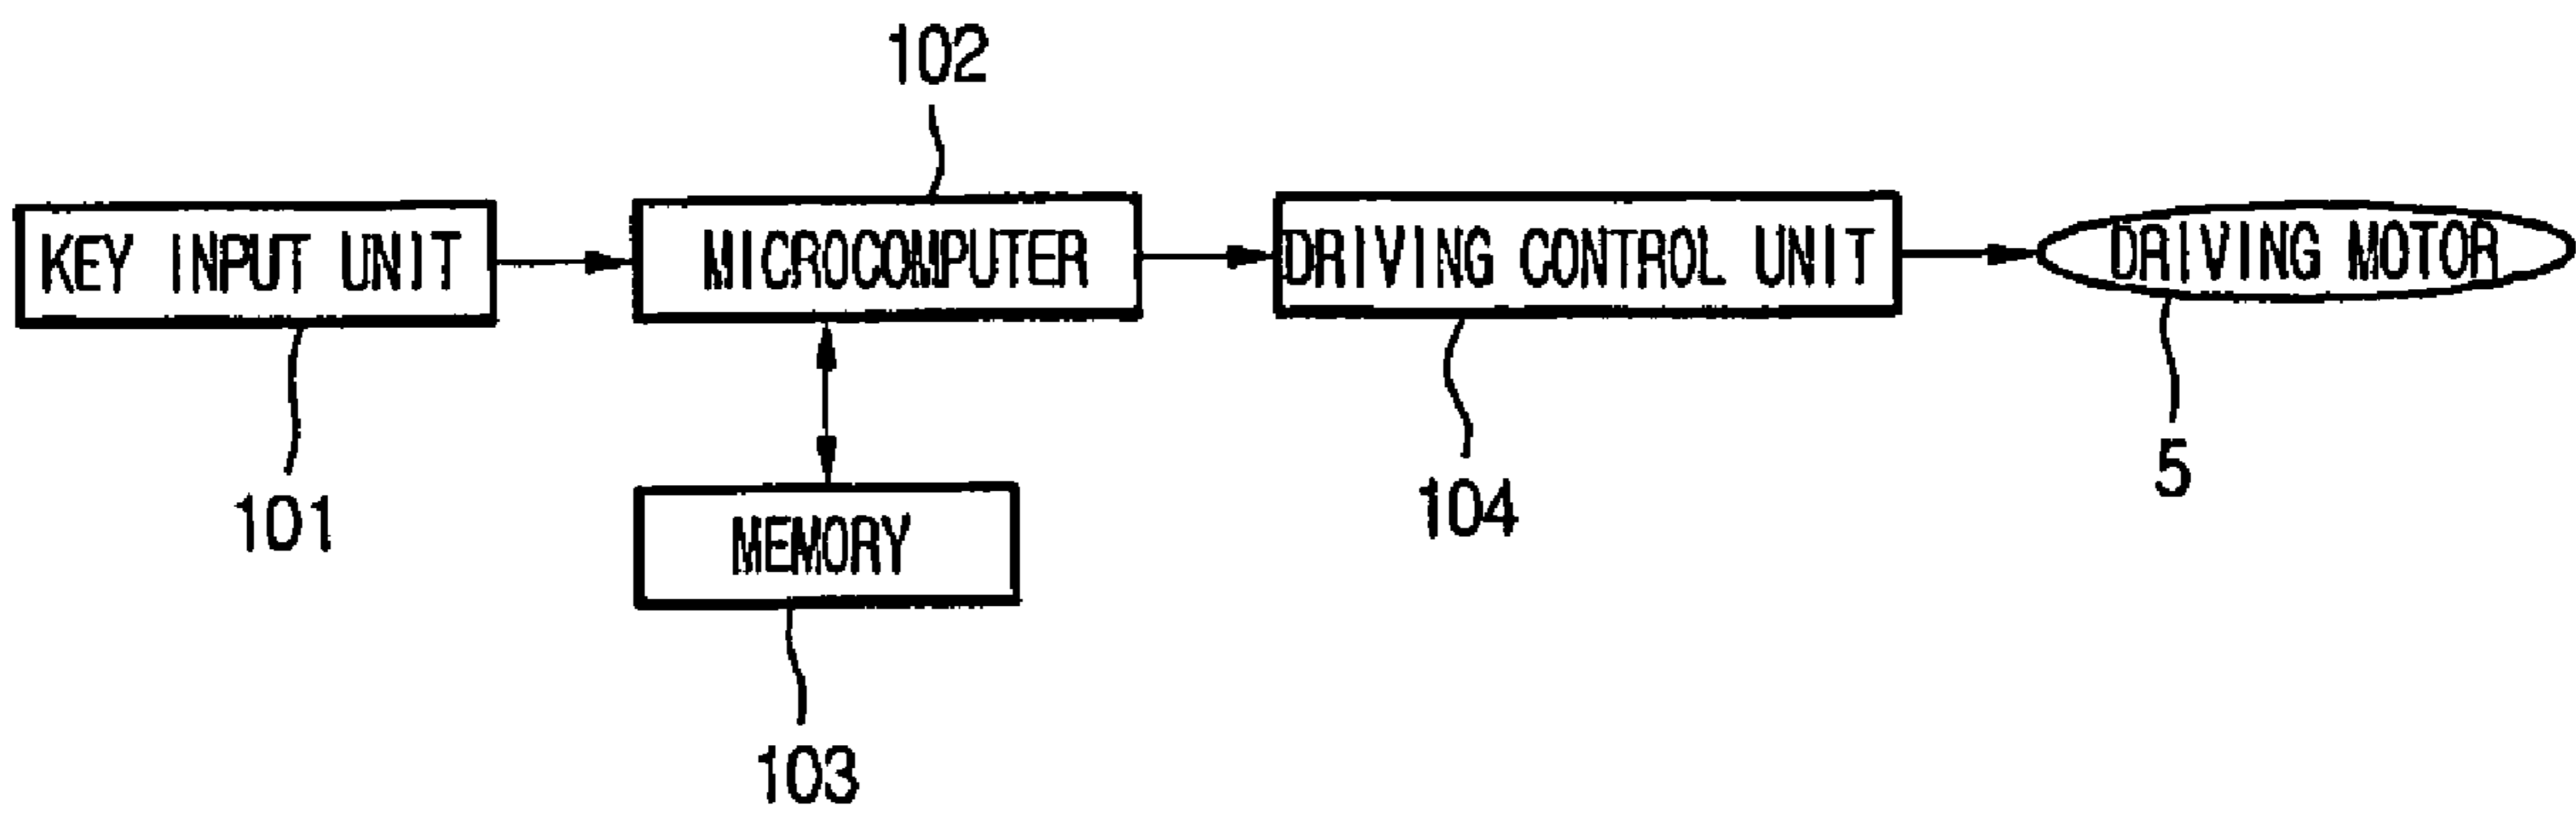 102
KEY INPUT UNIT
MICROCOMPUTER
DRIVING CONTROL UNIT
DRIVING MOTOR
101
MEMORY
104
5
103